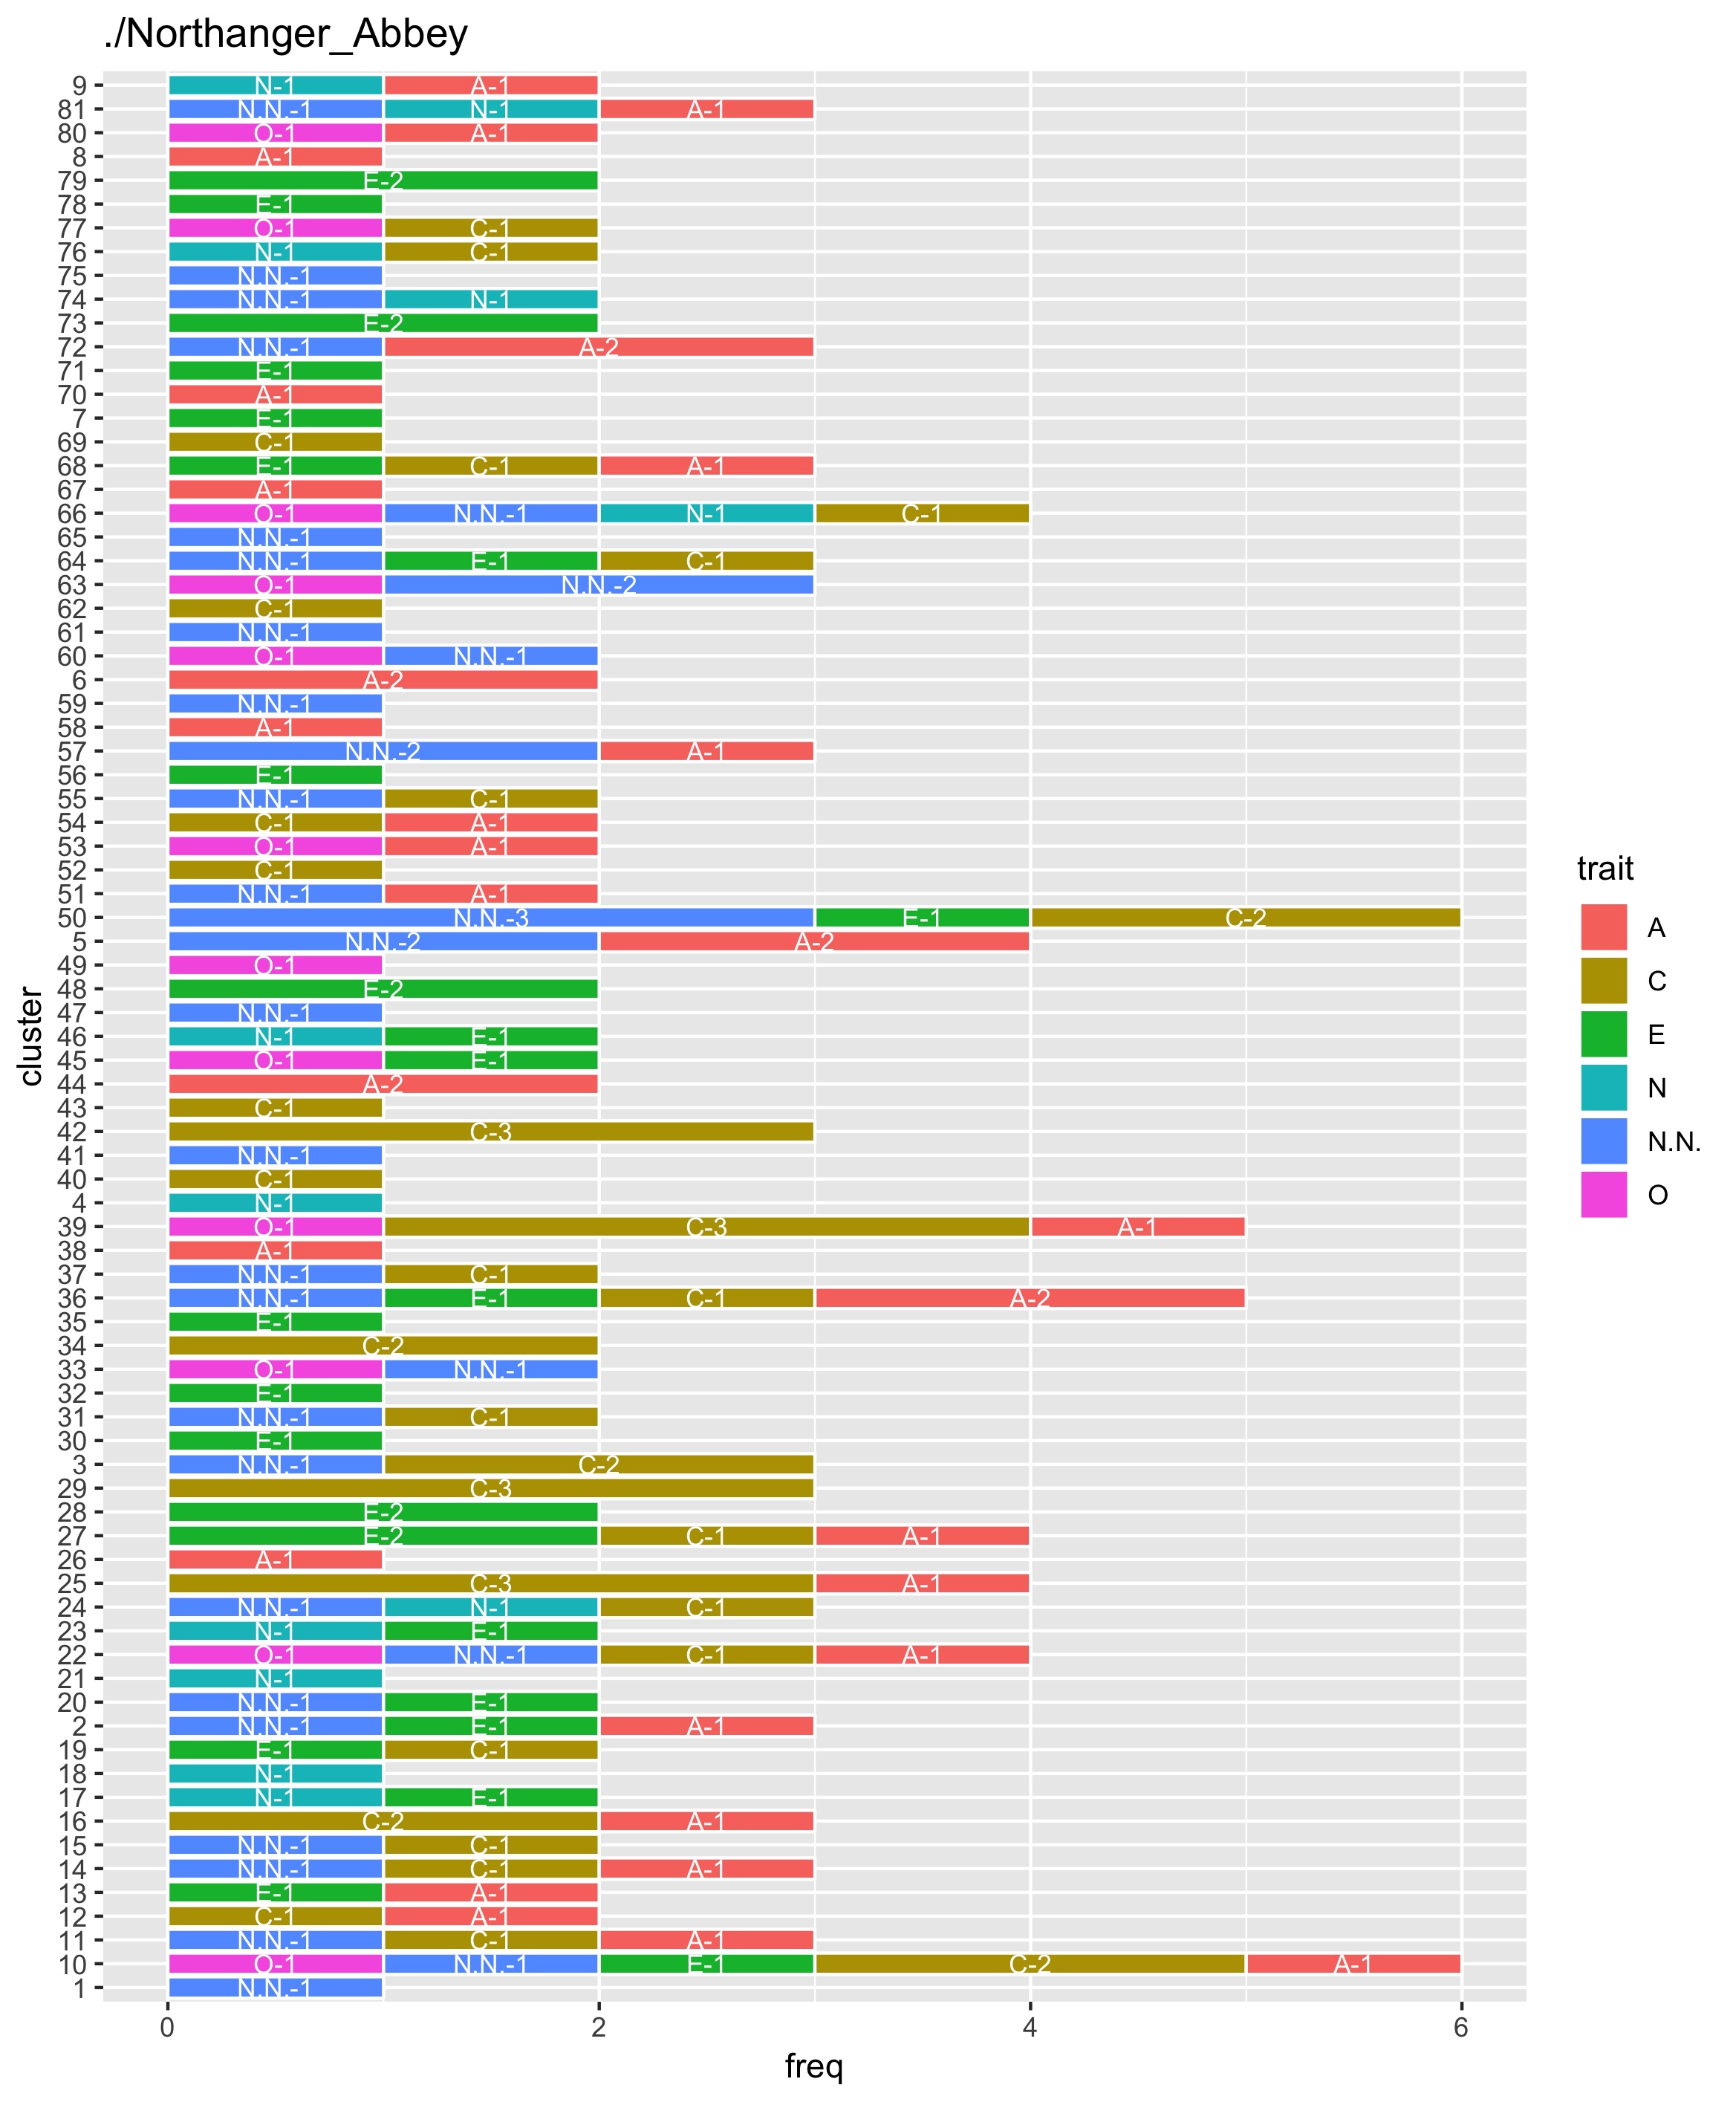 ./Northanger_Abbey
9 N-1 A-1
81 N.N.-1 N-1 A-1
80 O-1 A-1
8 A-1
79 E-2
78 E-1
77 O-1 C-1
76 N-1 C-1
75 N.N.-1
74 N.N.-1 N-1
73 E-2
72 N.N.-1 A-2
71 E-1
70 A-1
7 E-1
69 C-1
68 E-1 C-1 A-1
67 A-1
66 O-1 N.N.-1 N-1 C-1
65 N.N.-1
64 N.N.-1 E-1 C-1
63 O-1 N.N.-2
62 C-1
61 N.N.-1
60 O-1 N.N.-1
6 A-2
59 N.N.-1
58 A-1
57 N.N.-2 A-1
56 E-1
55 N.N.-1 C-1
54 C-1 A-1
53 O-1 A-1
52 C-1
51 N.N.-1 A-1
50 N.N.-3 E-1 C-2
5 N.N.-2 A-2
49 O-1
48 E-2
47 N.N.-1
46 N-1 E-1
45 O-1 E-1
44 A-2
43 C-1
42 C-3
41 N.N.-1
40 C-1
4 N-1
39 O-1 C-3 A-1
38 A-1
37 N.N.-1 C-1
36 N.N.-1 E-1 C-1 A-2
35 E-1
34 C-2
33 O-1 N.N.-1
32 E-1
31 N.N.-1 C-1
30 E-1
3 N.N.-1 C-2
29 C-3
28 E-2
27 E-2 C-1 A-1
26 A-1
25 C-3 A-1
24 N.N.-1 N-1 C-1
23 N-1 E-1
22 O-1 N.N.-1 C-1 A-1
21 N-1
20 N.N.-1 E-1
2 N.N.-1 E-1 A-1
19 E-1 C-1
18 N-1
17 N-1 E-1
16 C-2 A-1
15 N.N.-1 C-1
14 N.N.-1 C-1 A-1
13 E-1 A-1
12 C-1 A-1
11 N.N.-1 C-1 A-1
10 O-1 N.N.-1 E-1 C-2 A-1
1 N.N.-1
0 2 4 6
freq
cluster
trait
A
C
E
N
N.N.
O